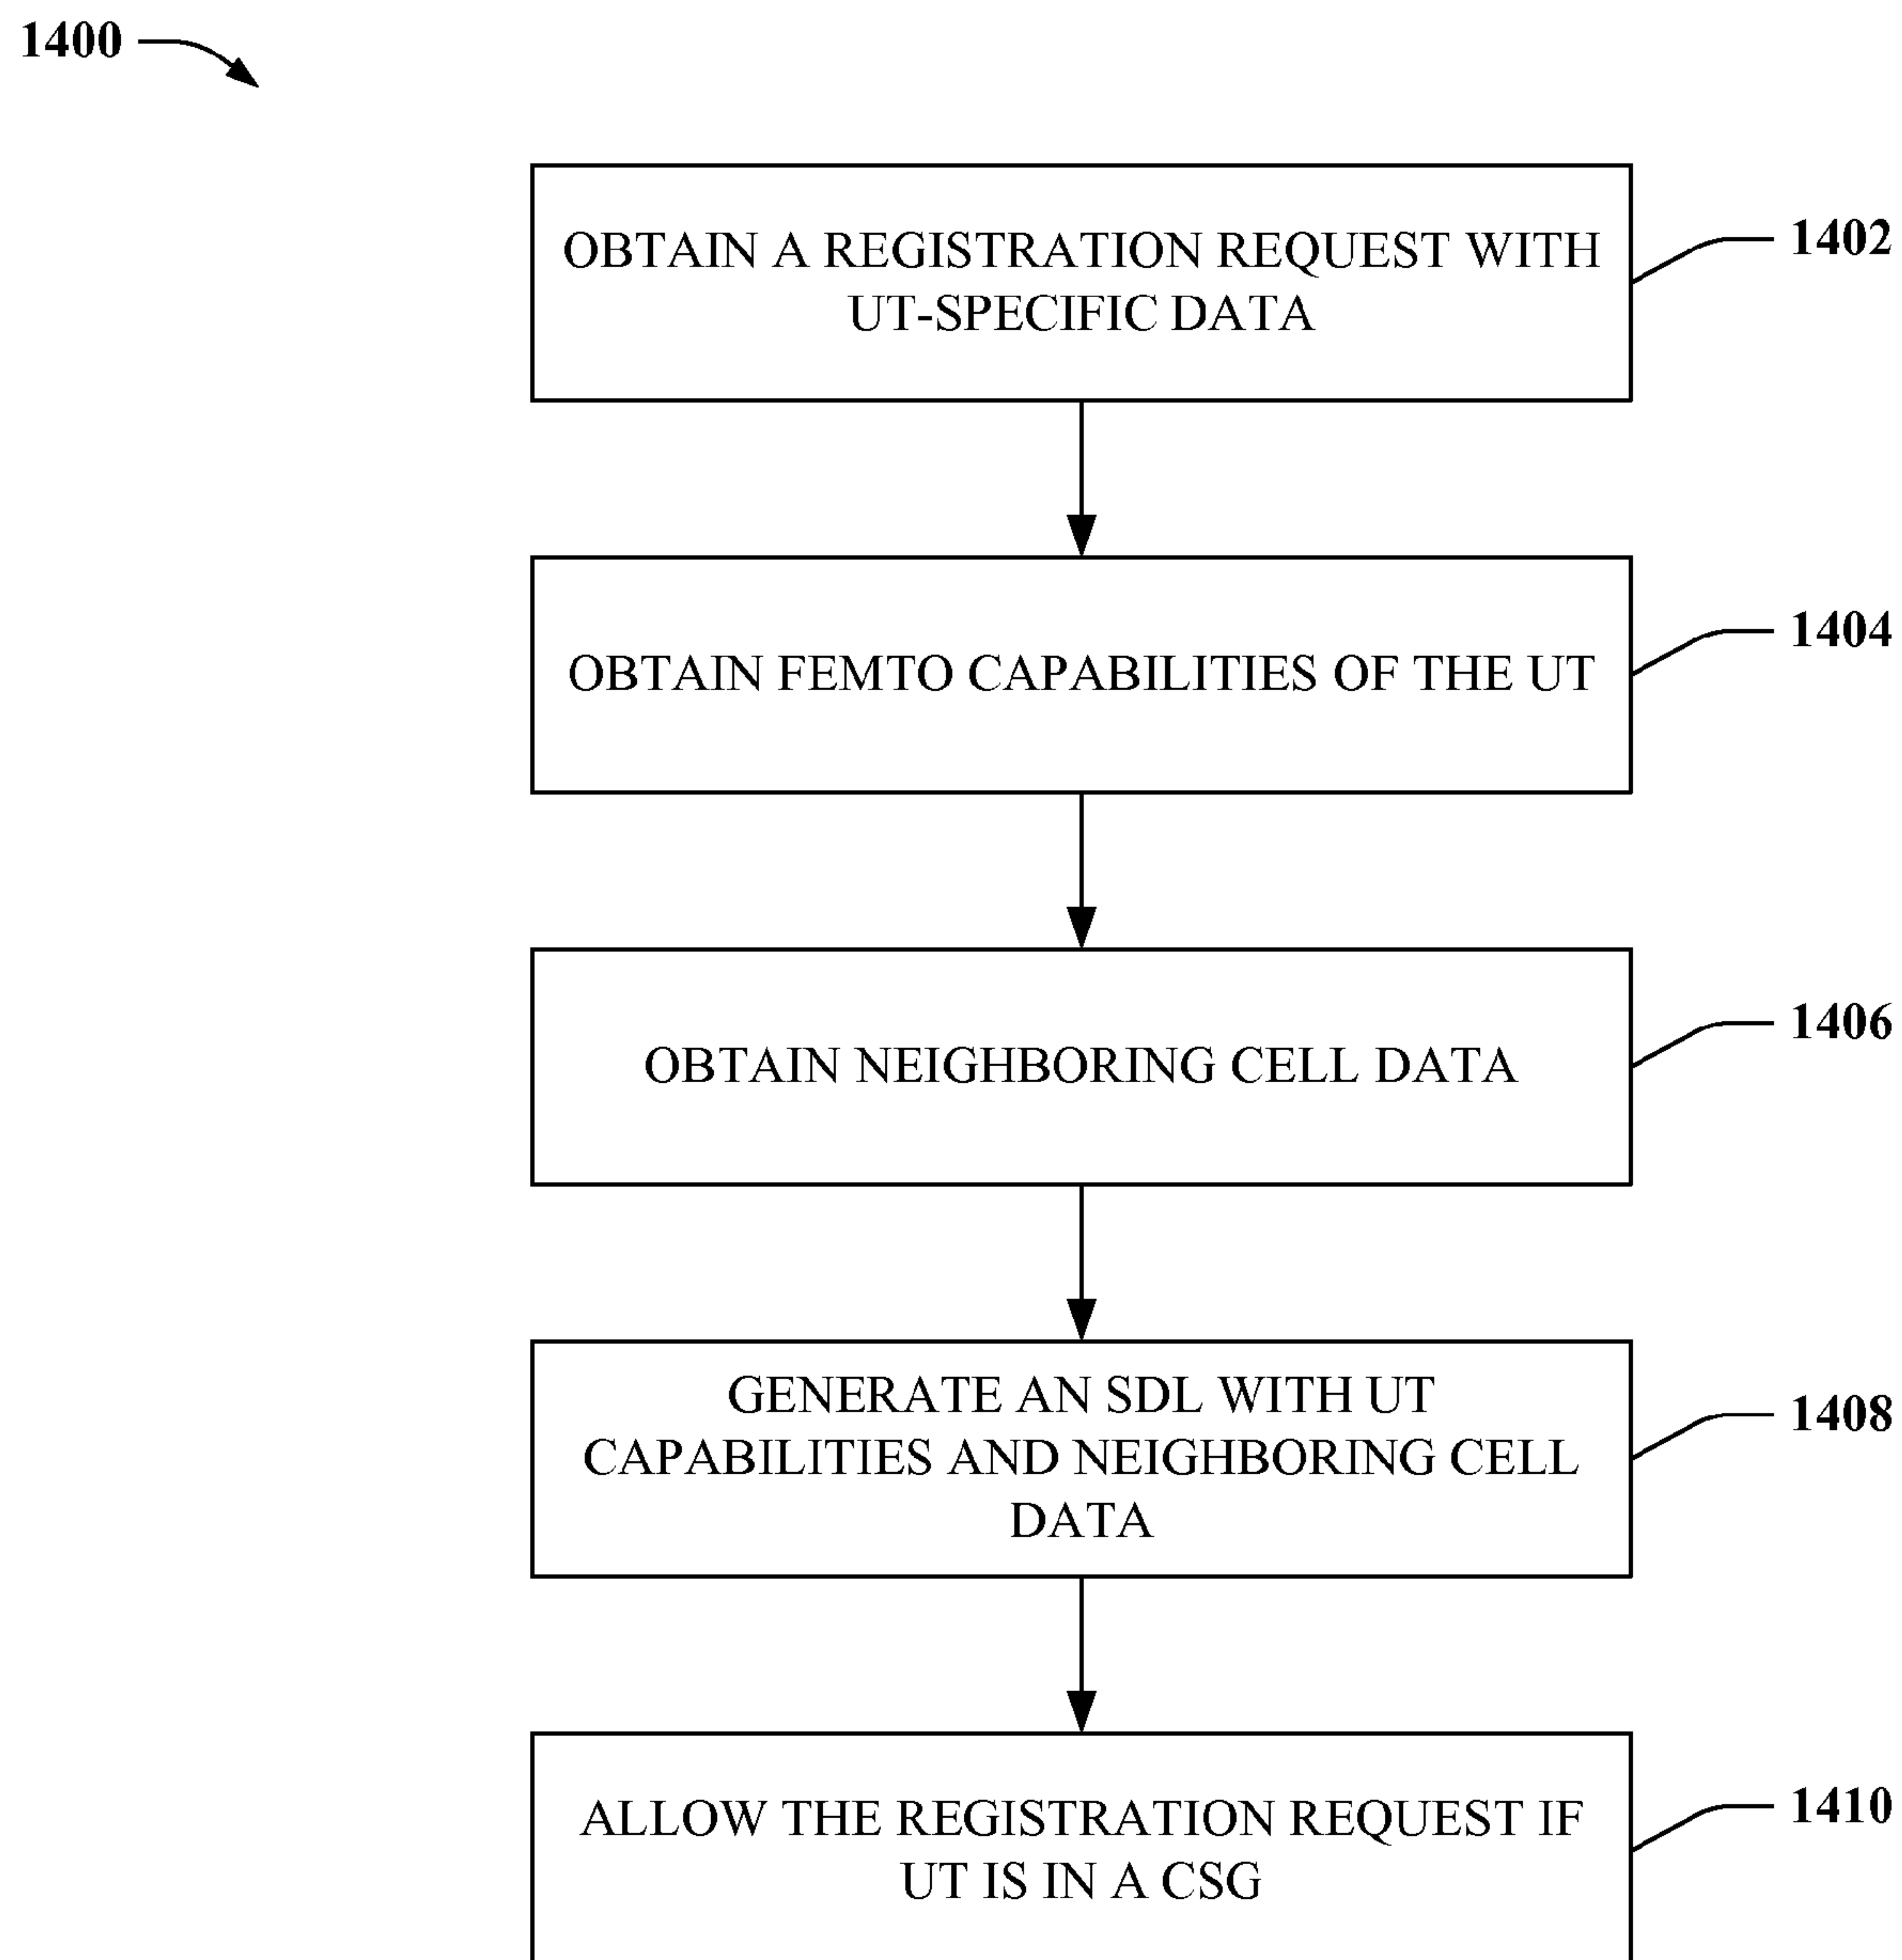 1400
OBTAIN A REGISTRATION REQUEST WITH
UT-SPECIFIC DATA
1402
OBTAIN FEMTO CAPABILITIES OF THE UT
1404
OBTAIN NEIGHBORING CELL DATA
1406
GENERATE AN SDL WITH UT
CAPABILITIES AND NEIGHBORING CELL
DATA
1408
ALLOW THE REGISTRATION REQUEST IF
UT IS IN A CSG
1410